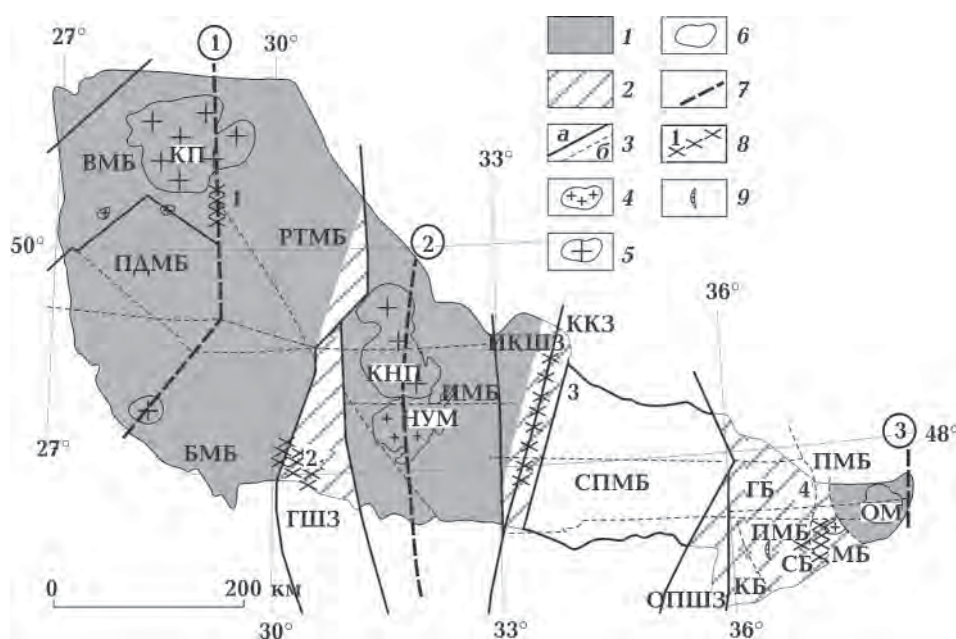 27° 1 30° 1 6
2 7
ВМБ КП 33° а б 3 1 8
1 4 9
50° ПДМБ РТМБ 2 5
36°
ККЗ
ИКШЗ
КНП ИМБ 3 3
27° БМБ НУМ 48°
2 СПМБ ГБ 4 ПМБ
ГШЗ ПМБ ОМ
СБ МБ
0 200 км КБ
ОПШЗ
30° 33° 36°